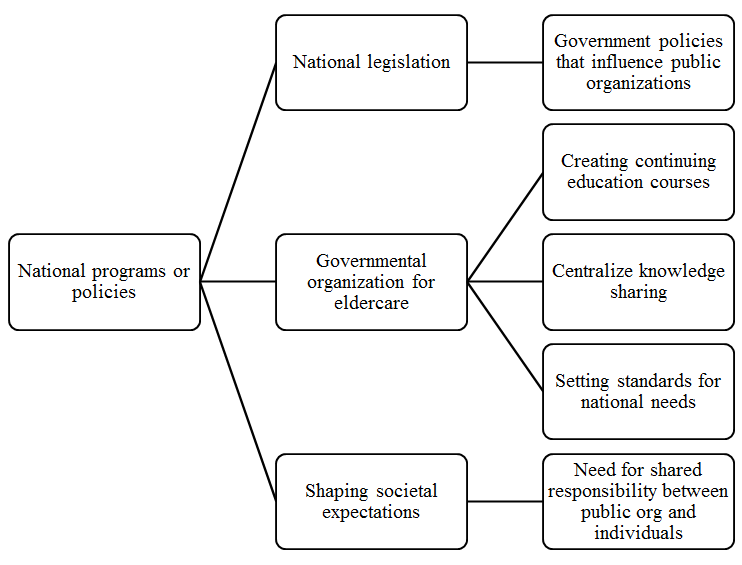 National programs or
policies
National legislation
Governmental
organization for
eldercare
Shaping societal
expectations
Government policies
that influence public
organizations
Creating continuing
education courses
Centralize knowledge
sharing
Setting standards for
national needs
Need for shared
responsibility between
public org and
individuals